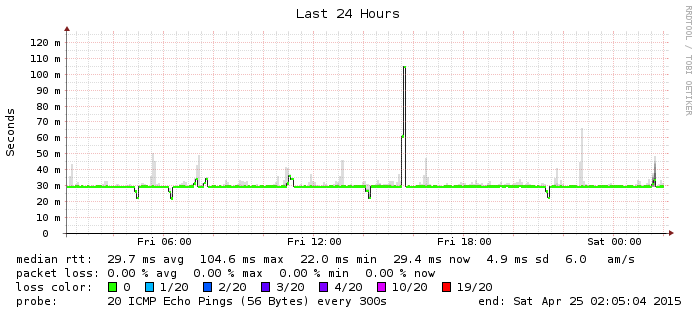 Last 24 Hours
RRDTOOL / TOBI OETIKER
Seconds
120 m
110 m
100 m
90 m
80 m
70 m
60 m
50 m
40 m
30 m
20 m
10 m
0
Fri 06:00 Fri 12:00 Fri 18:00 Sat 00:00
median rtt: 29.7 ms avg 104.6 ms max 22.0 ms min 29.4 ms now 4.9 ms sd 6.0 am/s
packet loss: 0.00 % avg 0.00 % max 0.00 % min 0.00 % now
loss color: 0 1/20 2/20 3/20 4/20 10/20 19/20
probe: 20 ICMP Echo Pings (56 Bytes) every 300s end: Sat Apr 25 02:05:04 2015